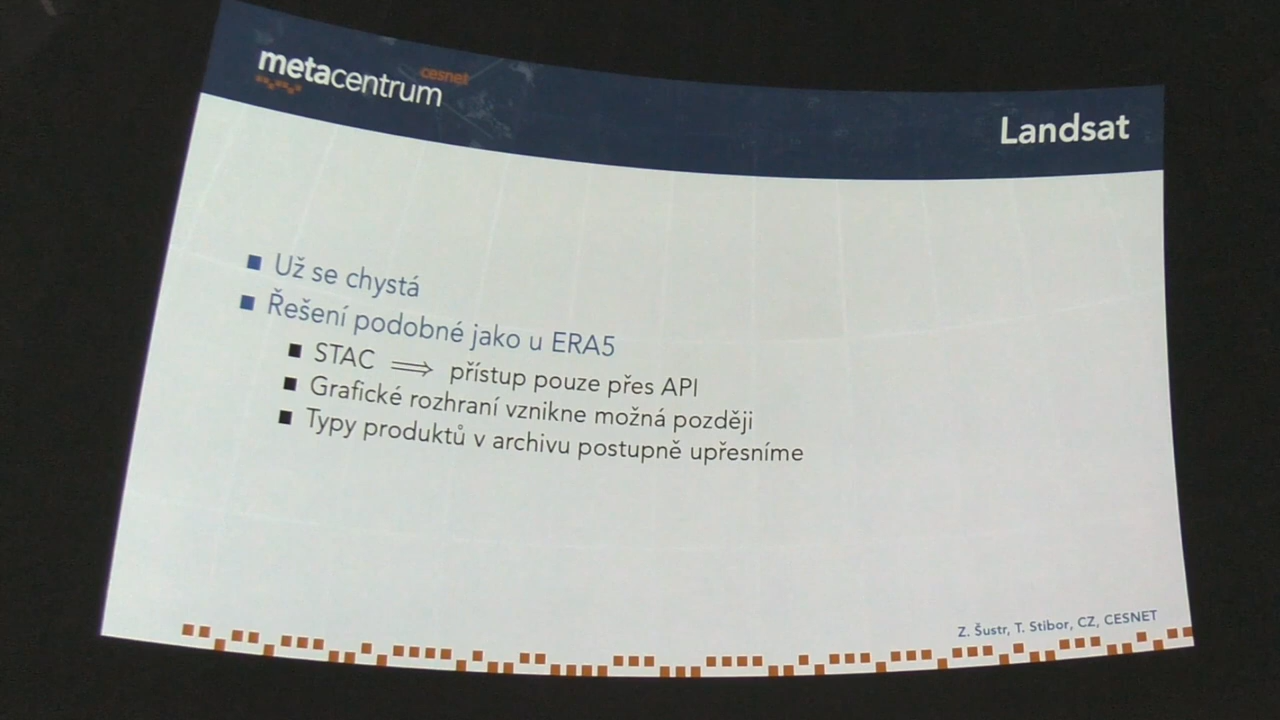 metacentrum
cesnet
Landsat
Už se chystá
Řešení podobné jako u ERA5
STAC ⟹ přístup pouze přes API
Grafické rozhraní vznikne možná později
Typy produktů v archivu postupně upřesníme
Z. Šustr, T. Stibor, CZ, CESNET